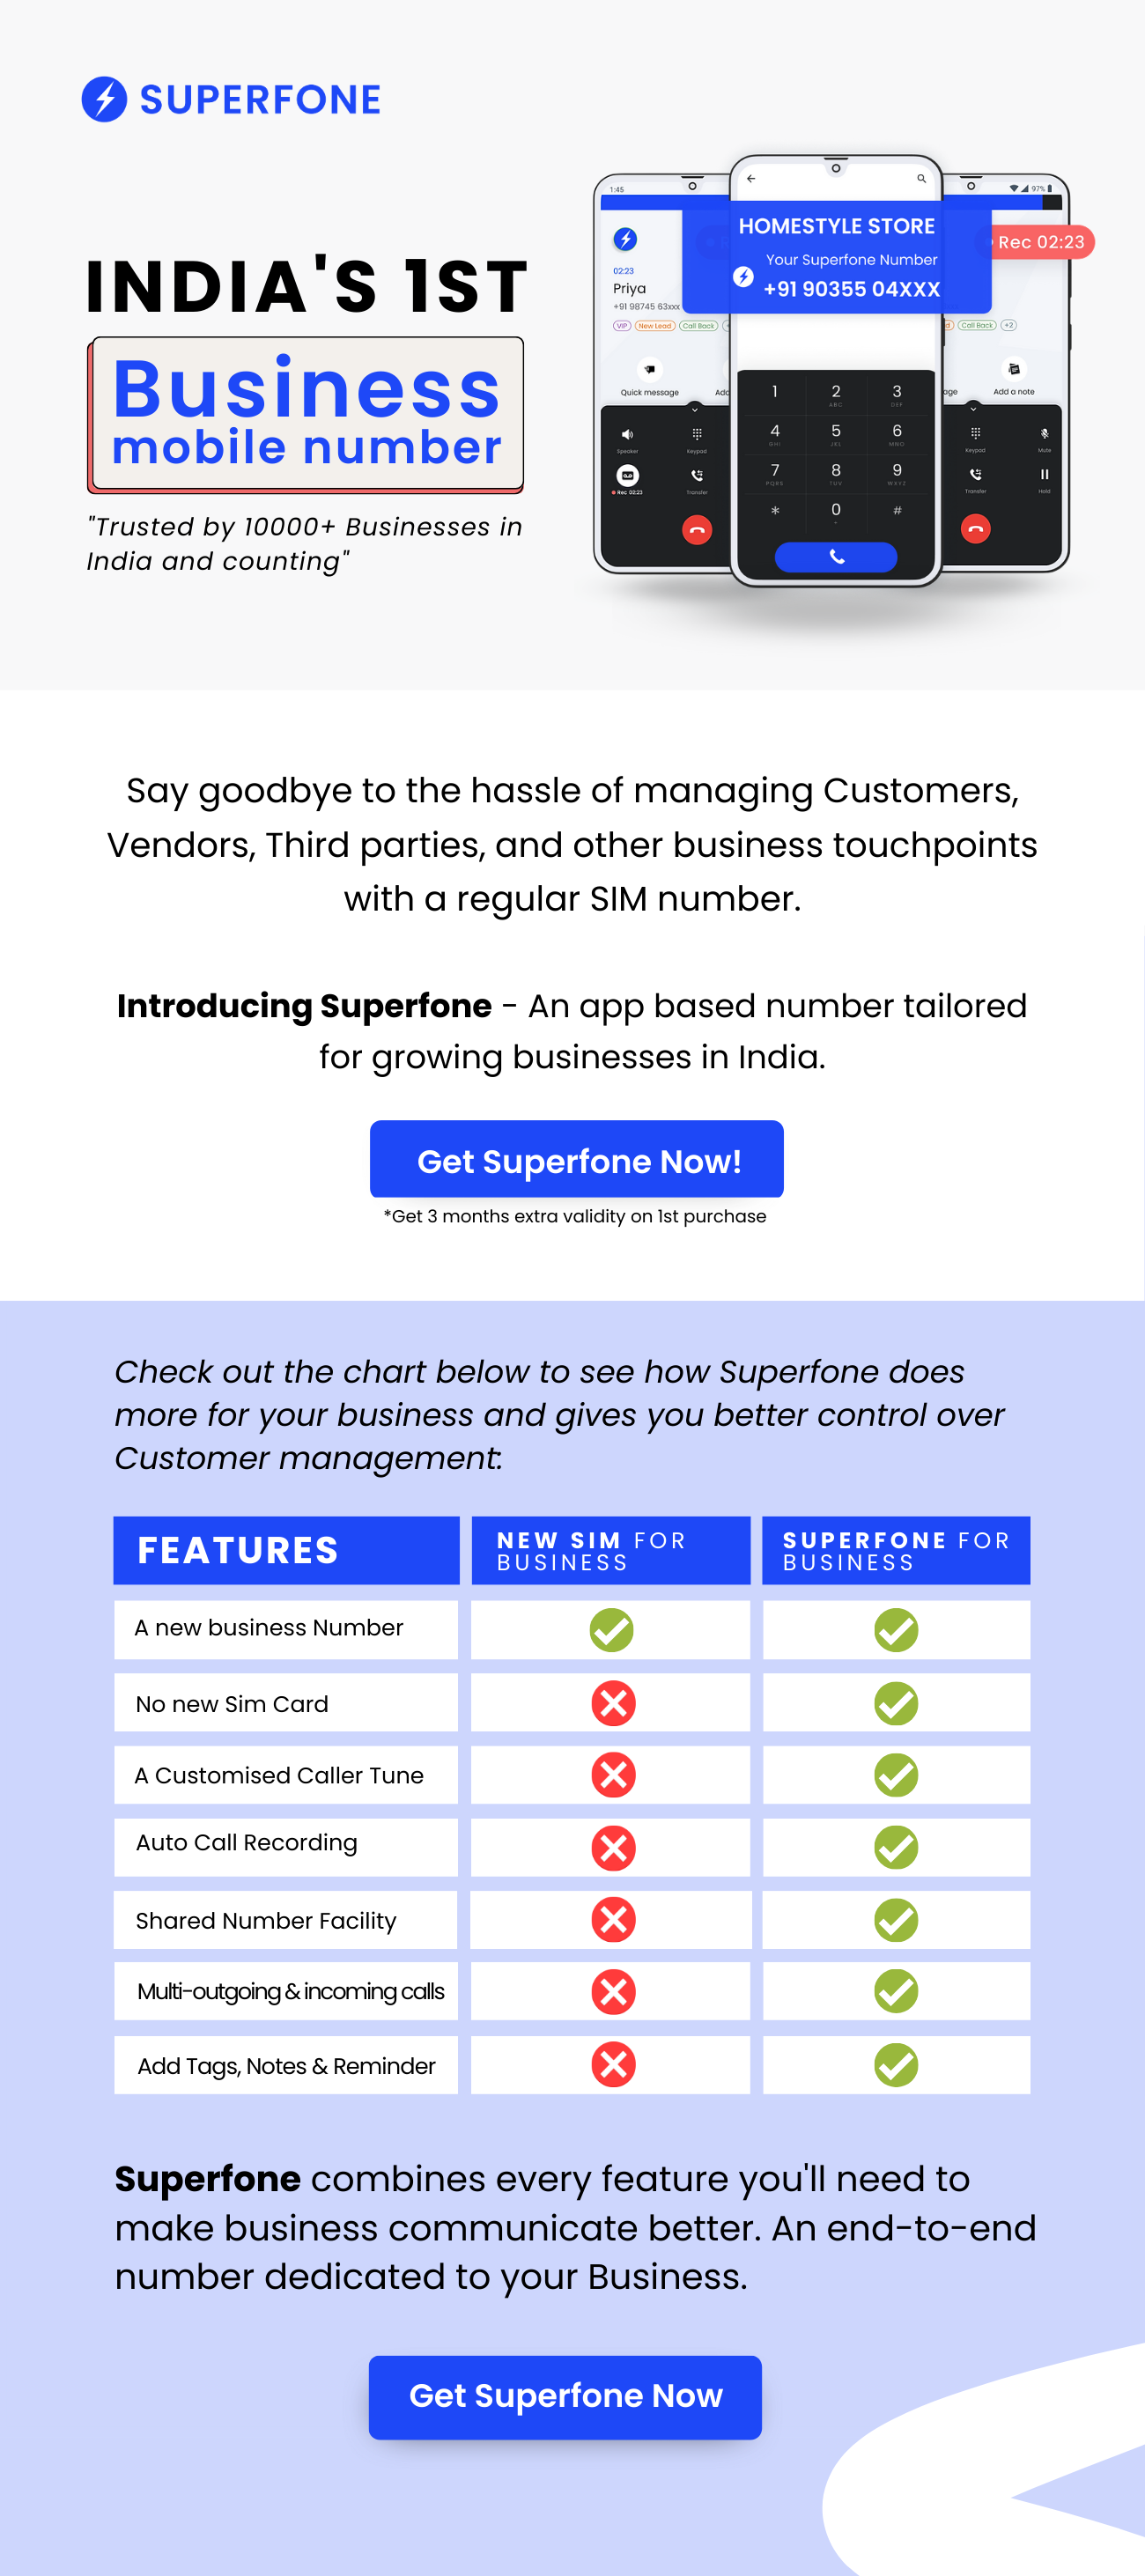 SUPERFONE
INDIA'S 1ST
Business
mobile number
"Trusted by 10000+ Businesses in
India and counting"
1:45
97%
HOMESTYLE STORE
Your Superfone Number
+91 90355 04XXX
Rec 02:23
02:23
Priya
+91 98745 63xxx
VIP New Lead Call Back
Call Back +2
Quick message
Add a note
Speaker Keypad
Rec 02:23 Transfer
1 2 3
ABC DEF
4 5 6
GHI JKL MNO
7 8 9
PQRS TUV WXYZ
* 0 #
Keypad Mute
Transfer Hold
Say goodbye to the hassle of managing Customers,
Vendors, Third parties, and other business touchpoints
with a regular SIM number.
Introducing Superfone - An app based number tailored
for growing businesses in India.
Get Superfone Now!
*Get 3 months extra validity on 1st purchase
Check out the chart below to see how Superfone does
more for your business and gives you better control over
Customer management:
FEATURES
NEW SIM FOR
BUSINESS
SUPERFONE FOR
BUSINESS
A new business Number
No new Sim Card
A Customised Caller Tune
Auto Call Recording
Shared Number Facility
Multi-outgoing & incoming calls
Add Tags, Notes & Reminder
Superfone combines every feature you'll need to
make business communicate better. An end-to-end
number dedicated to your Business.
Get Superfone Now